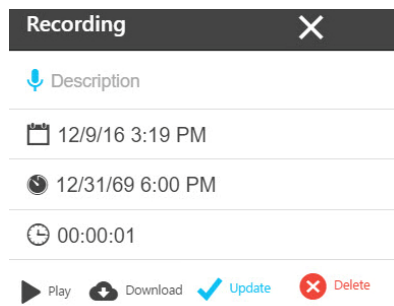 Recording
Description
12/9/16 3:19 PM
12/31/69 6:00 PM
00:00:01
Play Download Update Delete